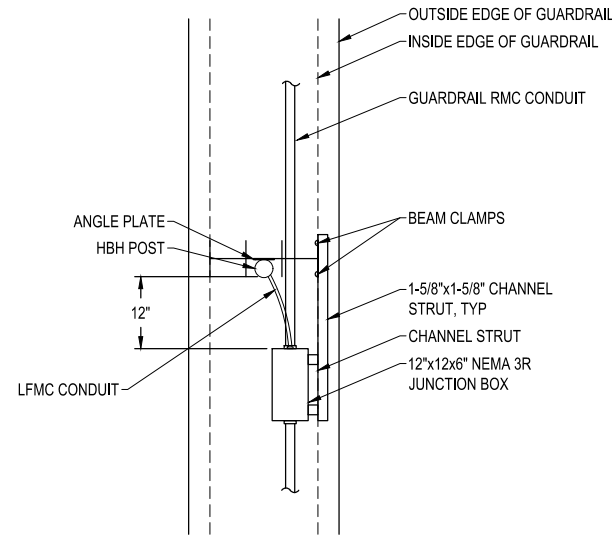 OUTSIDE EDGE OF GUARDRAIL
INSIDE EDGE OF GUARDRAIL
GUARDRAIL RMC CONDUIT
ANGLE PLATE
HBH POST
BEAM CLAMPS
12"
1-5/8"x1-5/8" CHANNEL
STRUT, TYP
CHANNEL STRUT
12"x12x6" NEMA 3R
JUNCTION BOX
LFMC CONDUIT